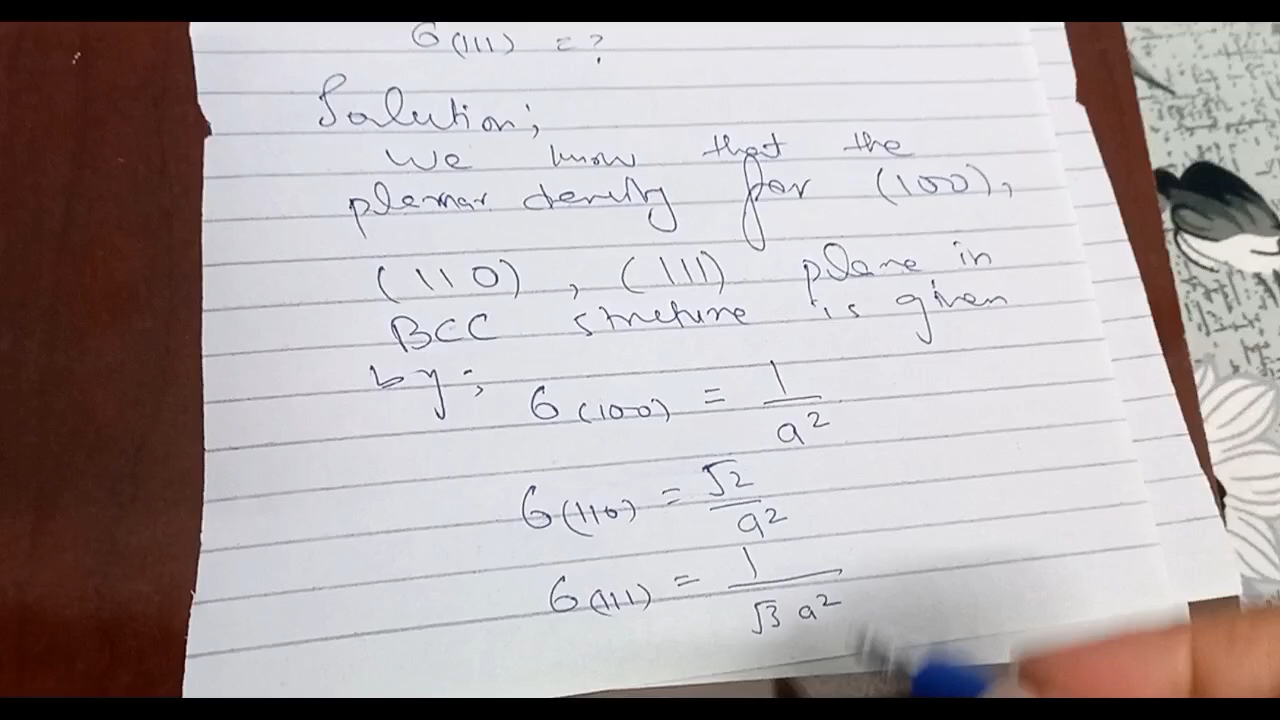 σ(111) = ?
Solution;
We know that the
planar density for (100),
(110), (111) plane in
BCC structure is given
by; σ(100) = 1/a²
σ(110) = √2/a²
σ(111) = 1/√3 a²